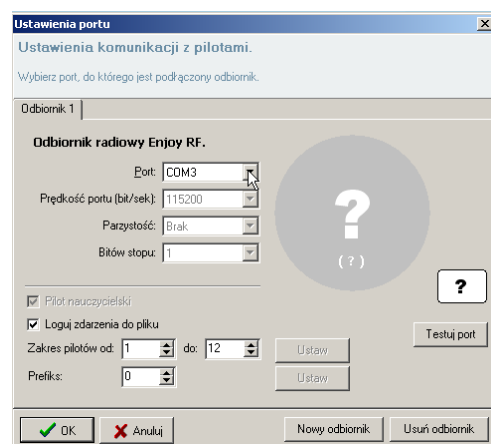 Ustawienia portu
Ustawienia komunikacji z pilotami.
Wybierz port, do którego jest podłączony odbiornik.
Odbiornik 1
Odbiornik radiowy Enjoy RF.
Port: COM3
Prędkość portu (bit/sek): 115200
Parzystość: Brak
Bitów stopu: 1
?
( ? )
?
Pilot nauczycielski
Loguj zdarzenia do pliku
Testuj port
Zakres pilotów od: 1 do: 12 Ustaw
Prefiks: 0 Ustaw
OK Anuluj Nowy odbiornik Usuń odbiornik